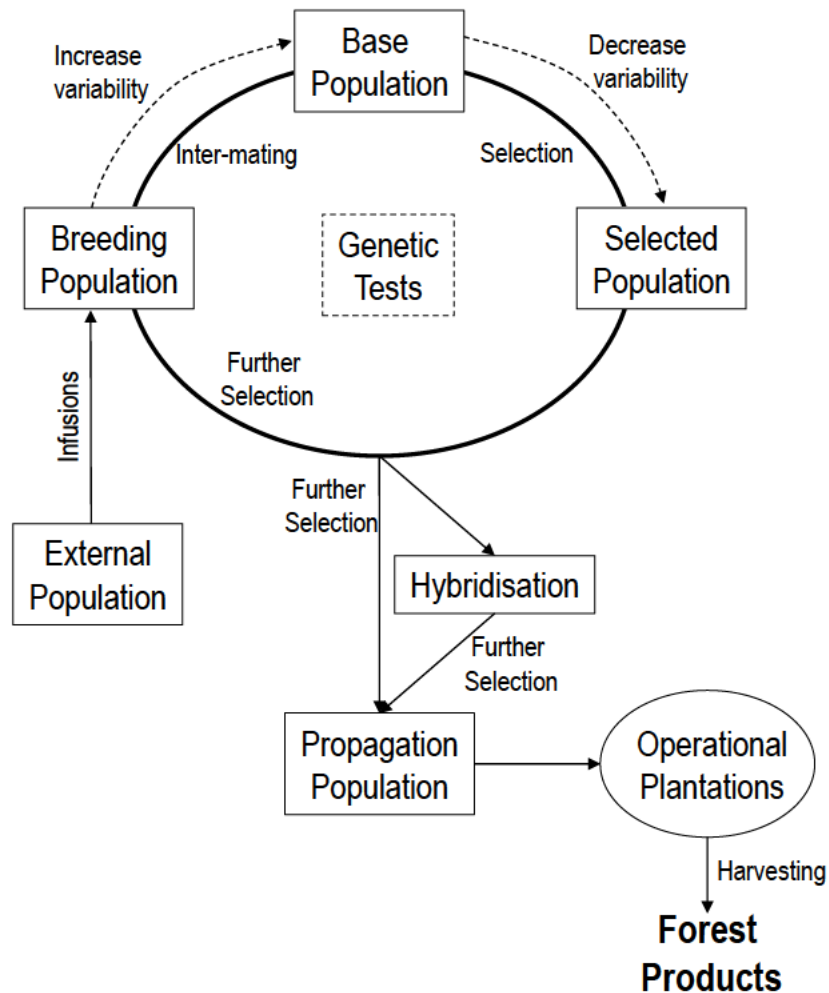 Base
Population
Increase
variability
Decrease
variability
Inter-mating
Selection
Breeding
Population
Genetic
Tests
Selected
Population
Further
Selection
Infusions
Further
Selection
External
Population
Hybridisation
Further
Selection
Propagation
Population
Operational
Plantations
Harvesting
Forest
Products